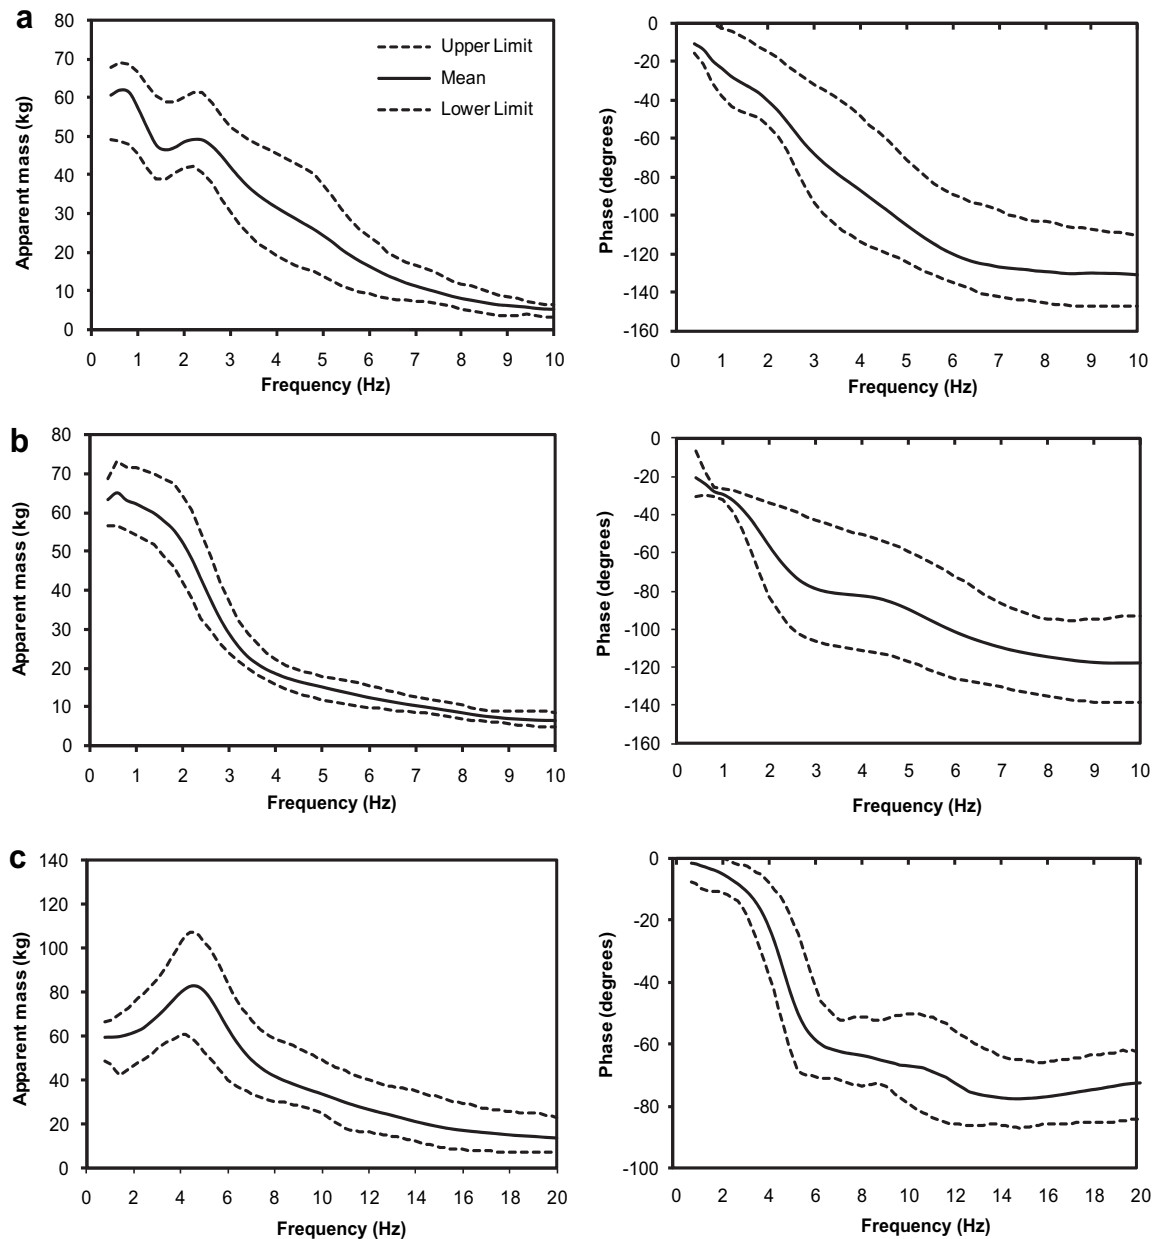 a
80
70
60
50
40
30
20
10
0
Apparent mass (kg)
Upper Limit
Mean
Lower Limit
0 1 2 3 4 5 6 7 8 9 10
Frequency (Hz)
0
-20
-40
-60
-80
-100
-120
-140
-160
Phase (degrees)
0 1 2 3 4 5 6 7 8 9 10
Frequency (Hz)
b
80
70
60
50
40
30
20
10
0
Apparent mass (kg)
0 1 2 3 4 5 6 7 8 9 10
Frequency (Hz)
0
-20
-40
-60
-80
-100
-120
-140
-160
Phase (degrees)
0 1 2 3 4 5 6 7 8 9 10
Frequency (Hz)
c
140
120
100
80
60
40
20
0
Apparent mass (kg)
0 2 4 6 8 10 12 14 16 18 20
Frequency (Hz)
0
-20
-40
-60
-80
-100
Phase (degrees)
0 2 4 6 8 10 12 14 16 18 20
Frequency (Hz)